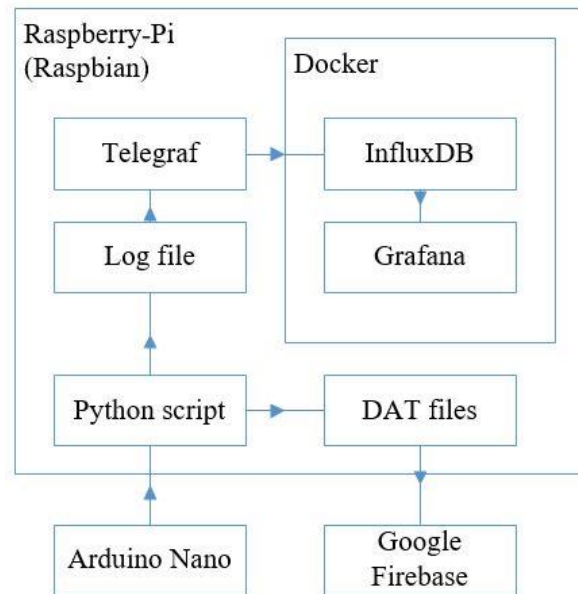 Raspberry-Pi
(Raspbian)
Docker
Telegraf
InfluxDB
Log file
Grafana
Python script
DAT files
Arduino Nano
Google
Firebase